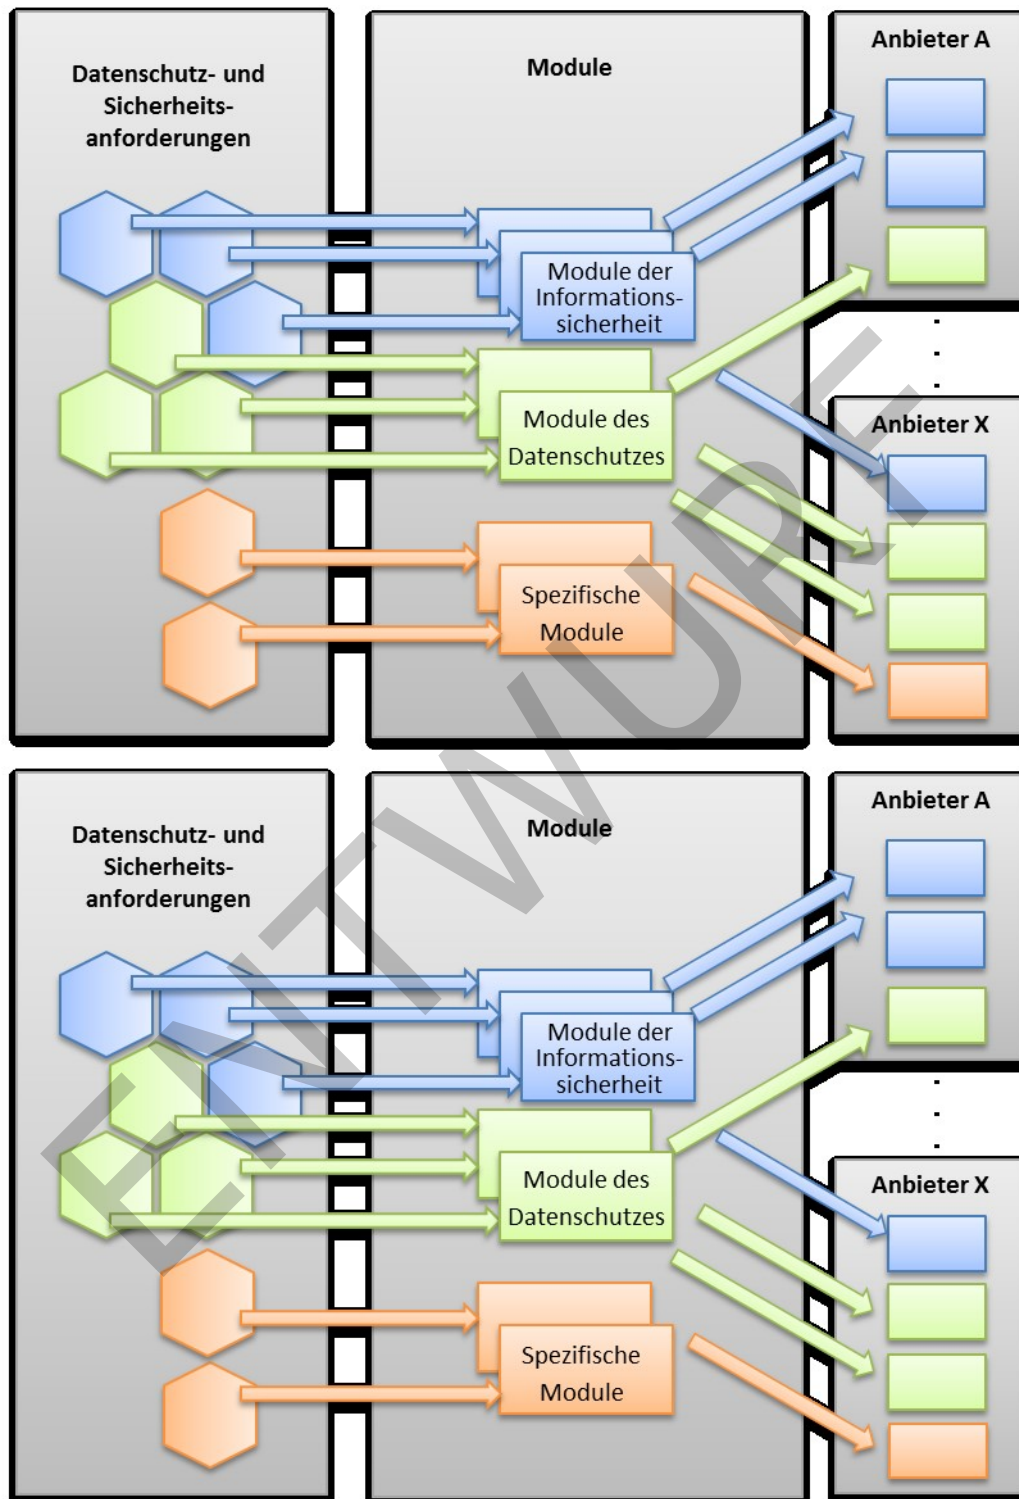 Datenschutz- und
Sicherheits-
anforderungen
Module
Anbieter A
Module der
Informations-
sicherheit
Module des
Datenschutzes
Anbieter X
Spezifische
Module
Datenschutz- und
Sicherheits-
anforderungen
Module
Anbieter A
Module der
Informations-
sicherheit
Module des
Datenschutzes
Anbieter X
Spezifische
Module
ENTWURF